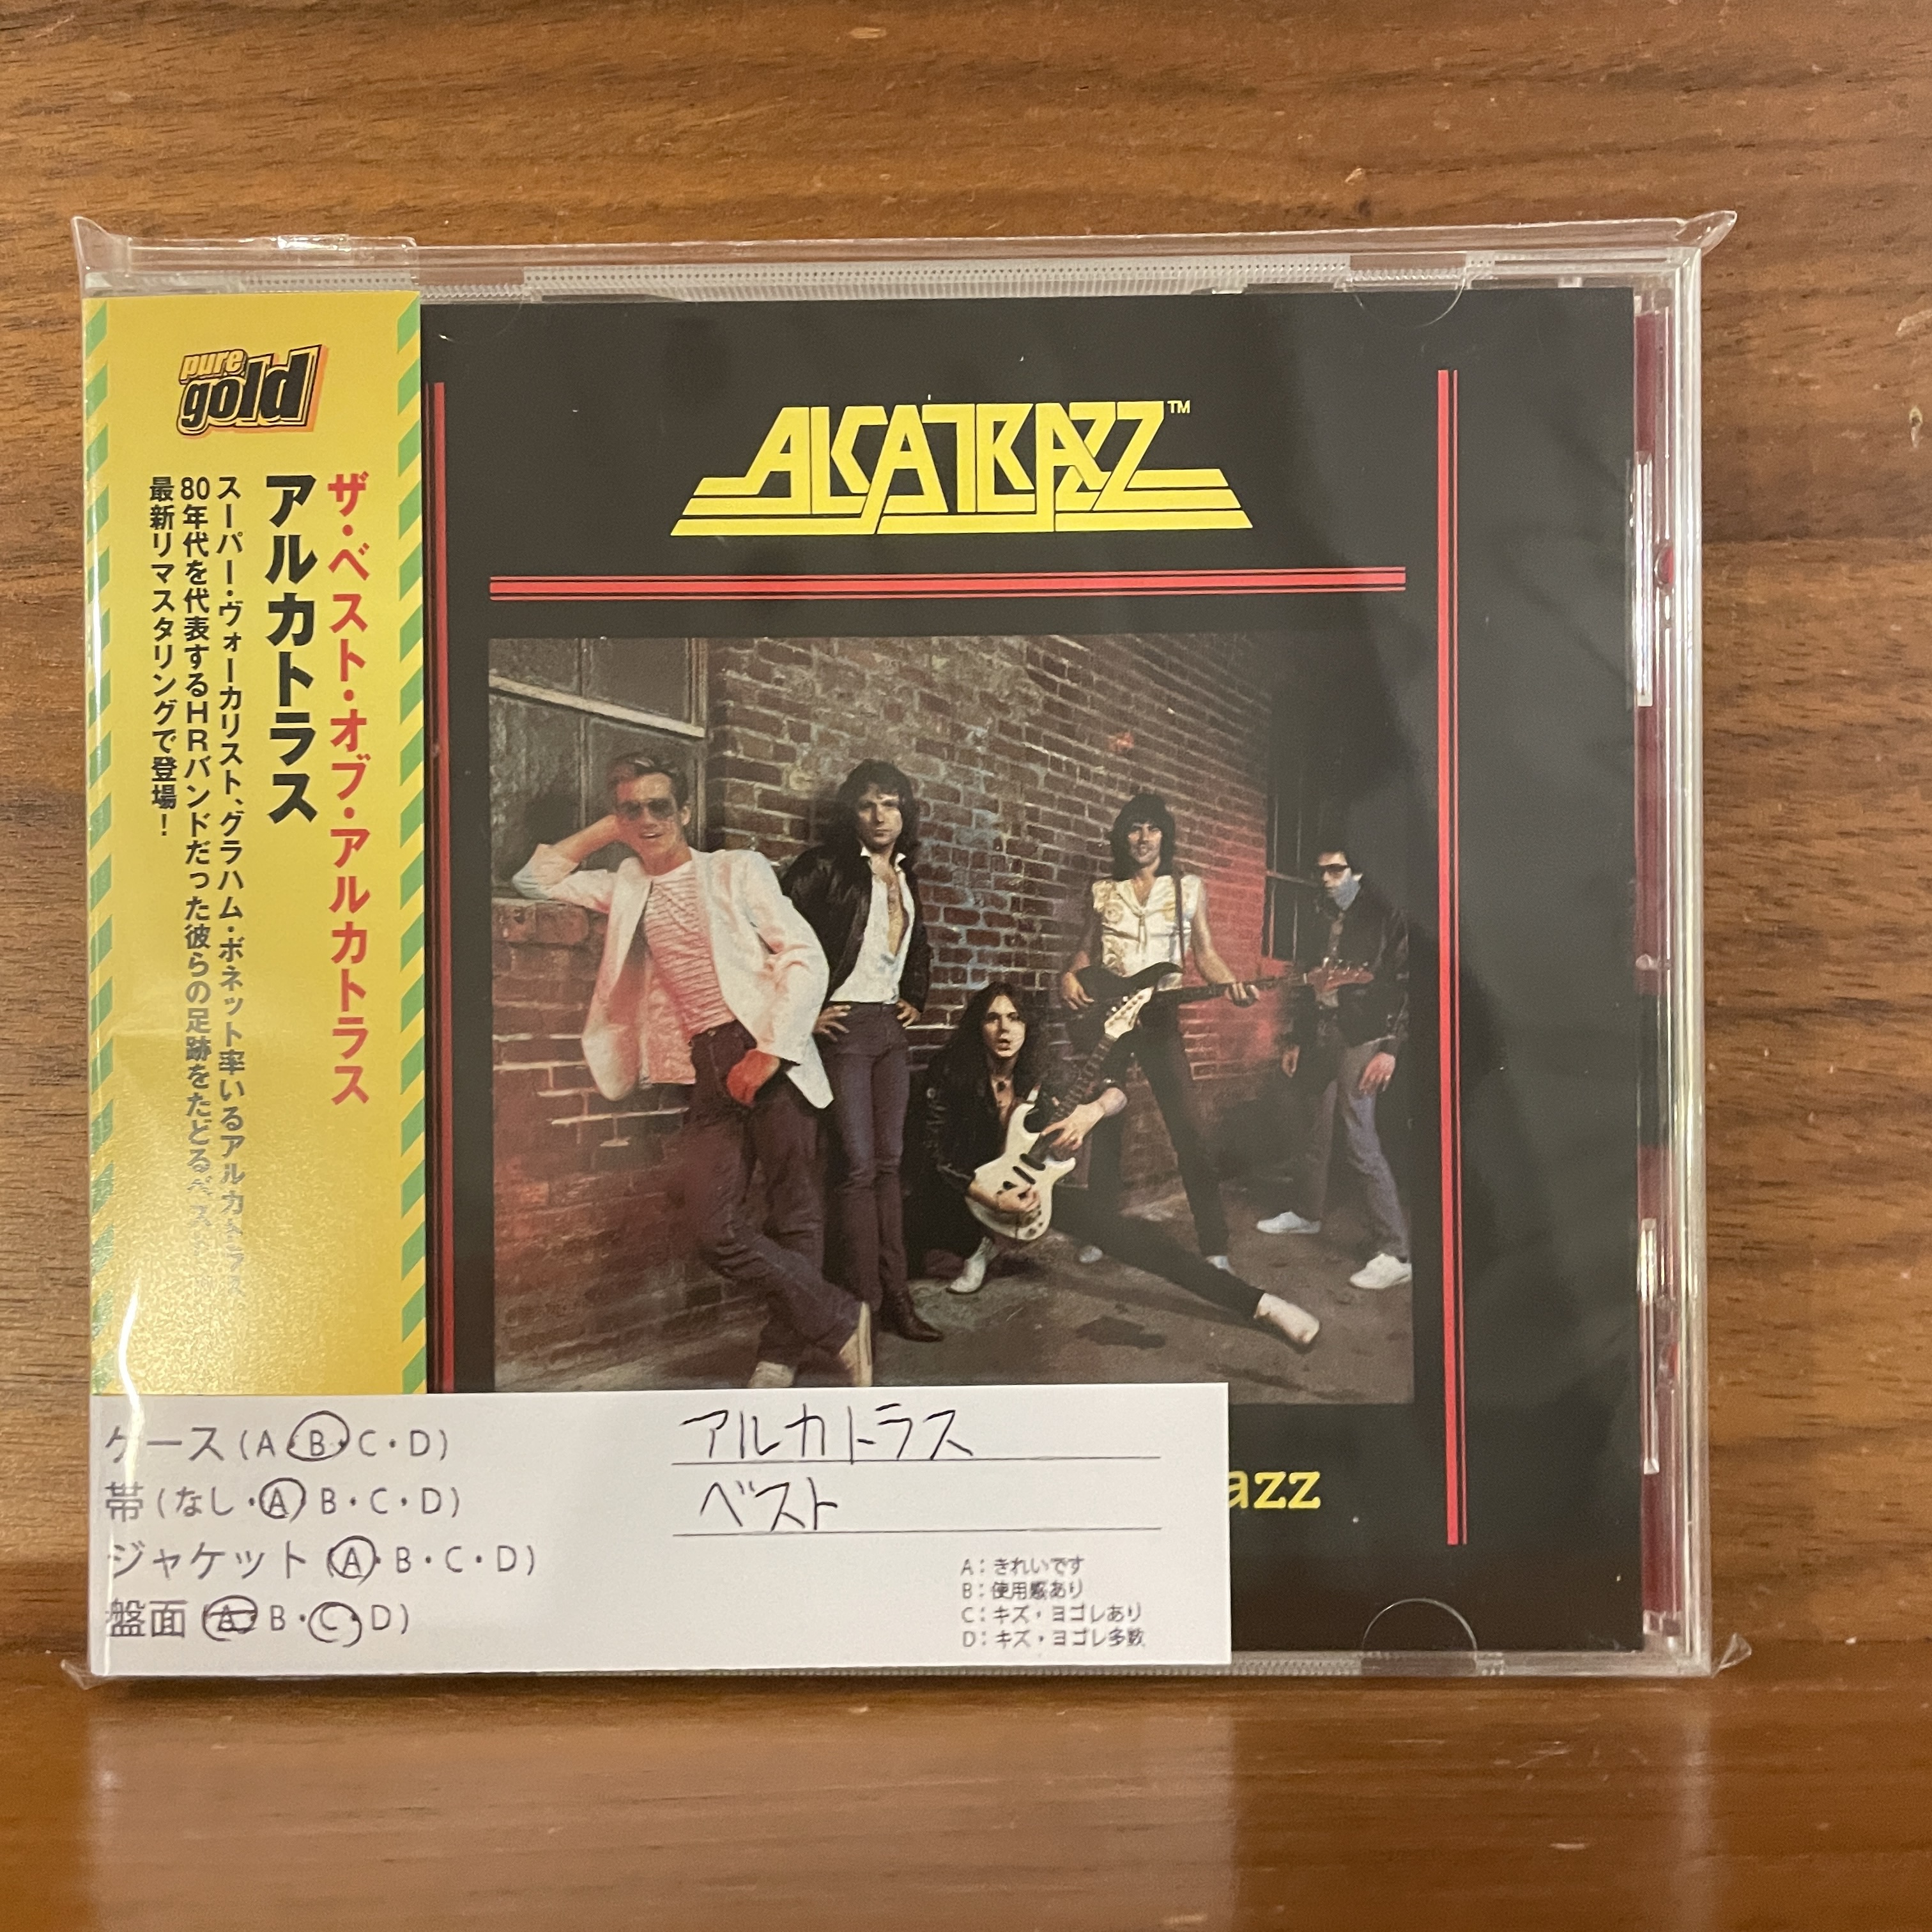 pure
gold
ザ・ベスト・オブ・アルカトラス
アルカトラス
スーパー・ヴォーカリスト、グラハム・ボネット率いるアルカトラス。
80年代を代表するHRバンドだった彼らの足跡をたどるベスト
最新リマスタリングで登場！
ALCATRAZZ™
azz
ケース(A・B・C・D)
帯(なし・A・B・C・D)
ジャケット(A・B・C・D)
盤面(A・B・C・D)
アルカトラス
ベスト
A：きれいです
B：使用感あり
C：キズ・ヨゴレあり
D：キズ・ヨゴレ多数